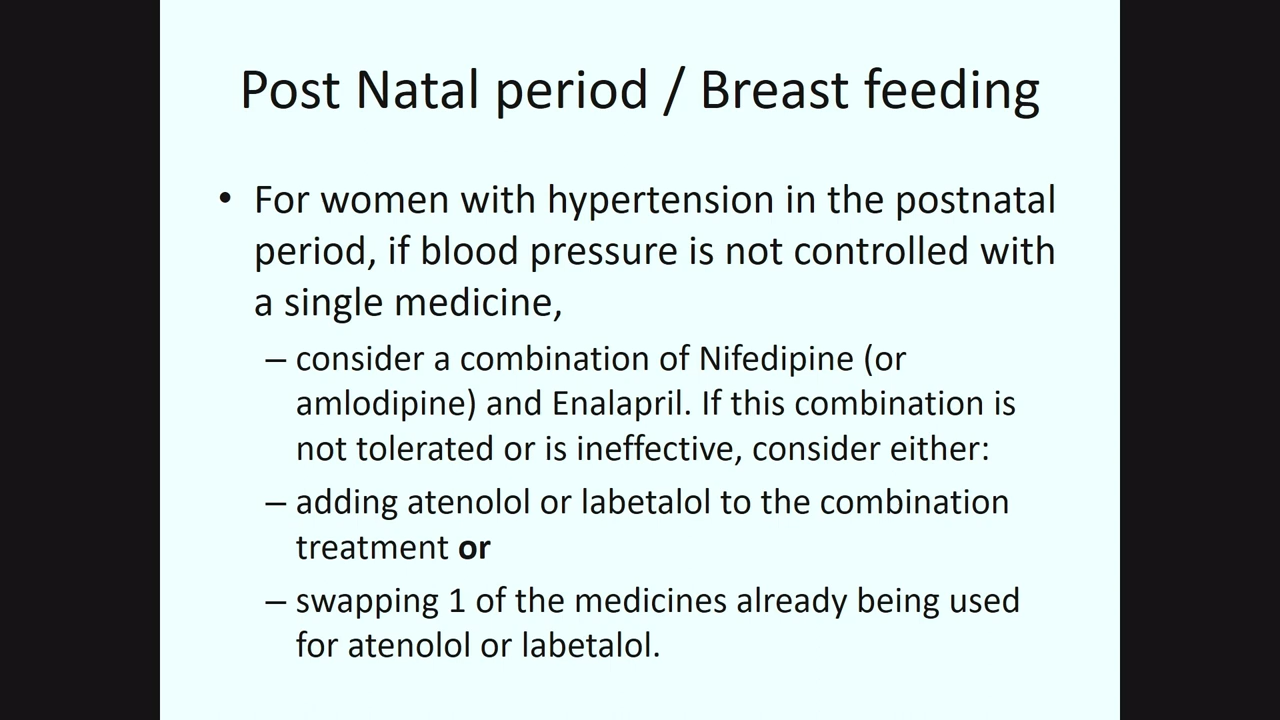 Post Natal period / Breast feeding
• For women with hypertension in the postnatal
period, if blood pressure is not controlled with
a single medicine,
– consider a combination of Nifedipine (or
amlodipine) and Enalapril. If this combination is
not tolerated or is ineffective, consider either:
– adding atenolol or labetalol to the combination
treatment or
– swapping 1 of the medicines already being used
for atenolol or labetalol.